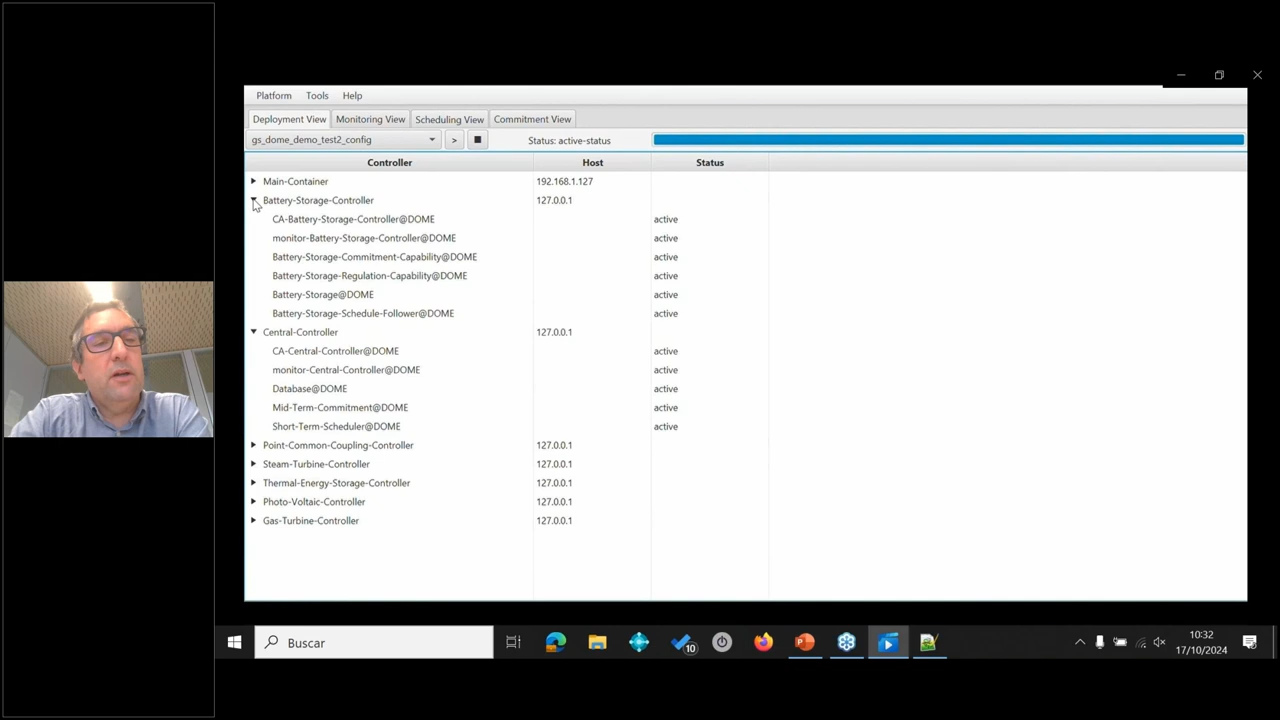 Platform Tools Help
Deployment View Monitoring View Scheduling View Commitment View
gs_dome_demo_test2_config > Status: active-status
Controller Host Status
Main-Container 192.168.1.127
Battery-Storage-Controller 127.0.0.1
CA-Battery-Storage-Controller@DOME active
monitor-Battery-Storage-Controller@DOME active
Battery-Storage-Commitment-Capability@DOME active
Battery-Storage-Regulation-Capability@DOME active
Battery-Storage@DOME active
Battery-Storage-Schedule-Follower@DOME active
Central-Controller 127.0.0.1
CA-Central-Controller@DOME active
monitor-Central-Controller@DOME active
Database@DOME active
Mid-Term-Commitment@DOME active
Short-Term-Scheduler@DOME active
Point-Common-Coupling-Controller 127.0.0.1
Steam-Turbine-Controller 127.0.0.1
Thermal-Energy-Storage-Controller 127.0.0.1
Photo-Voltaic-Controller 127.0.0.1
Gas-Turbine-Controller 127.0.0.1
Buscar
10
P
10:32
17/10/2024